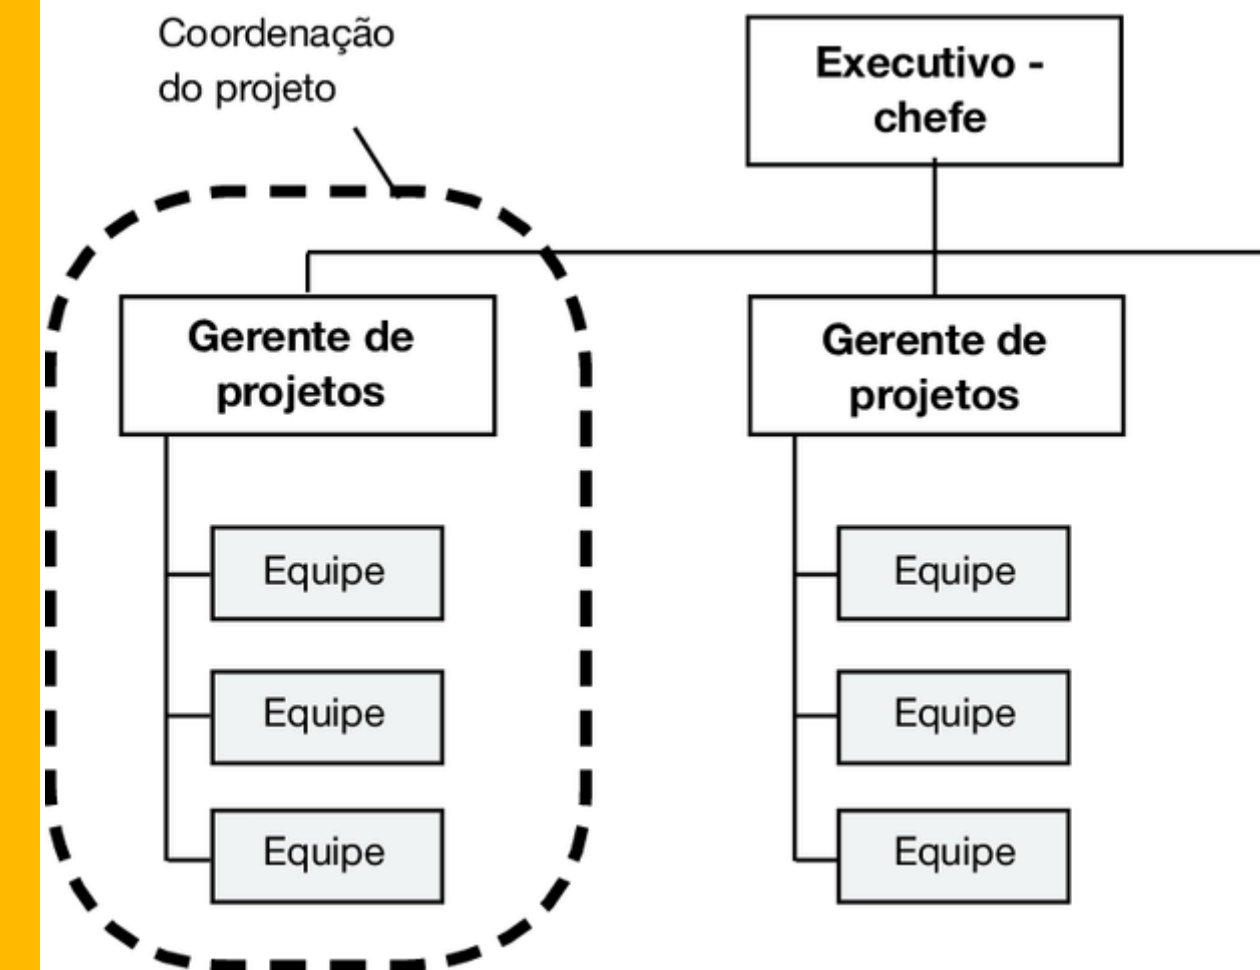 Coordenação
do projeto
Executivo -
chefe
Gerente de
projetos
Gerente de
projetos
Equipe
Equipe
Equipe
Equipe
Equipe
Equipe